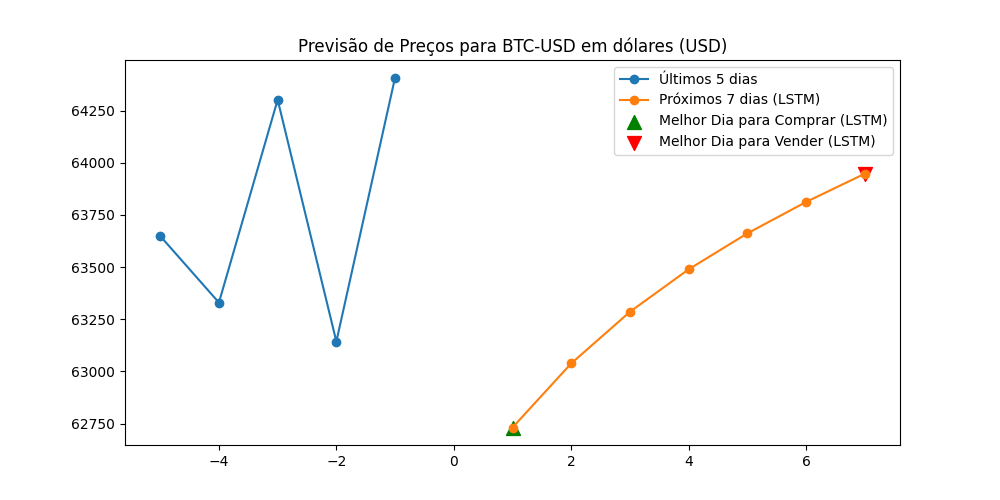 Previsão de Preços para BTC-USD em dólares (USD)
Últimos 5 dias
Próximos 7 dias (LSTM)
Melhor Dia para Comprar (LSTM)
Melhor Dia para Vender (LSTM)
64250
64000
63750
63500
63250
63000
62750
−4
−2
0
2
4
6